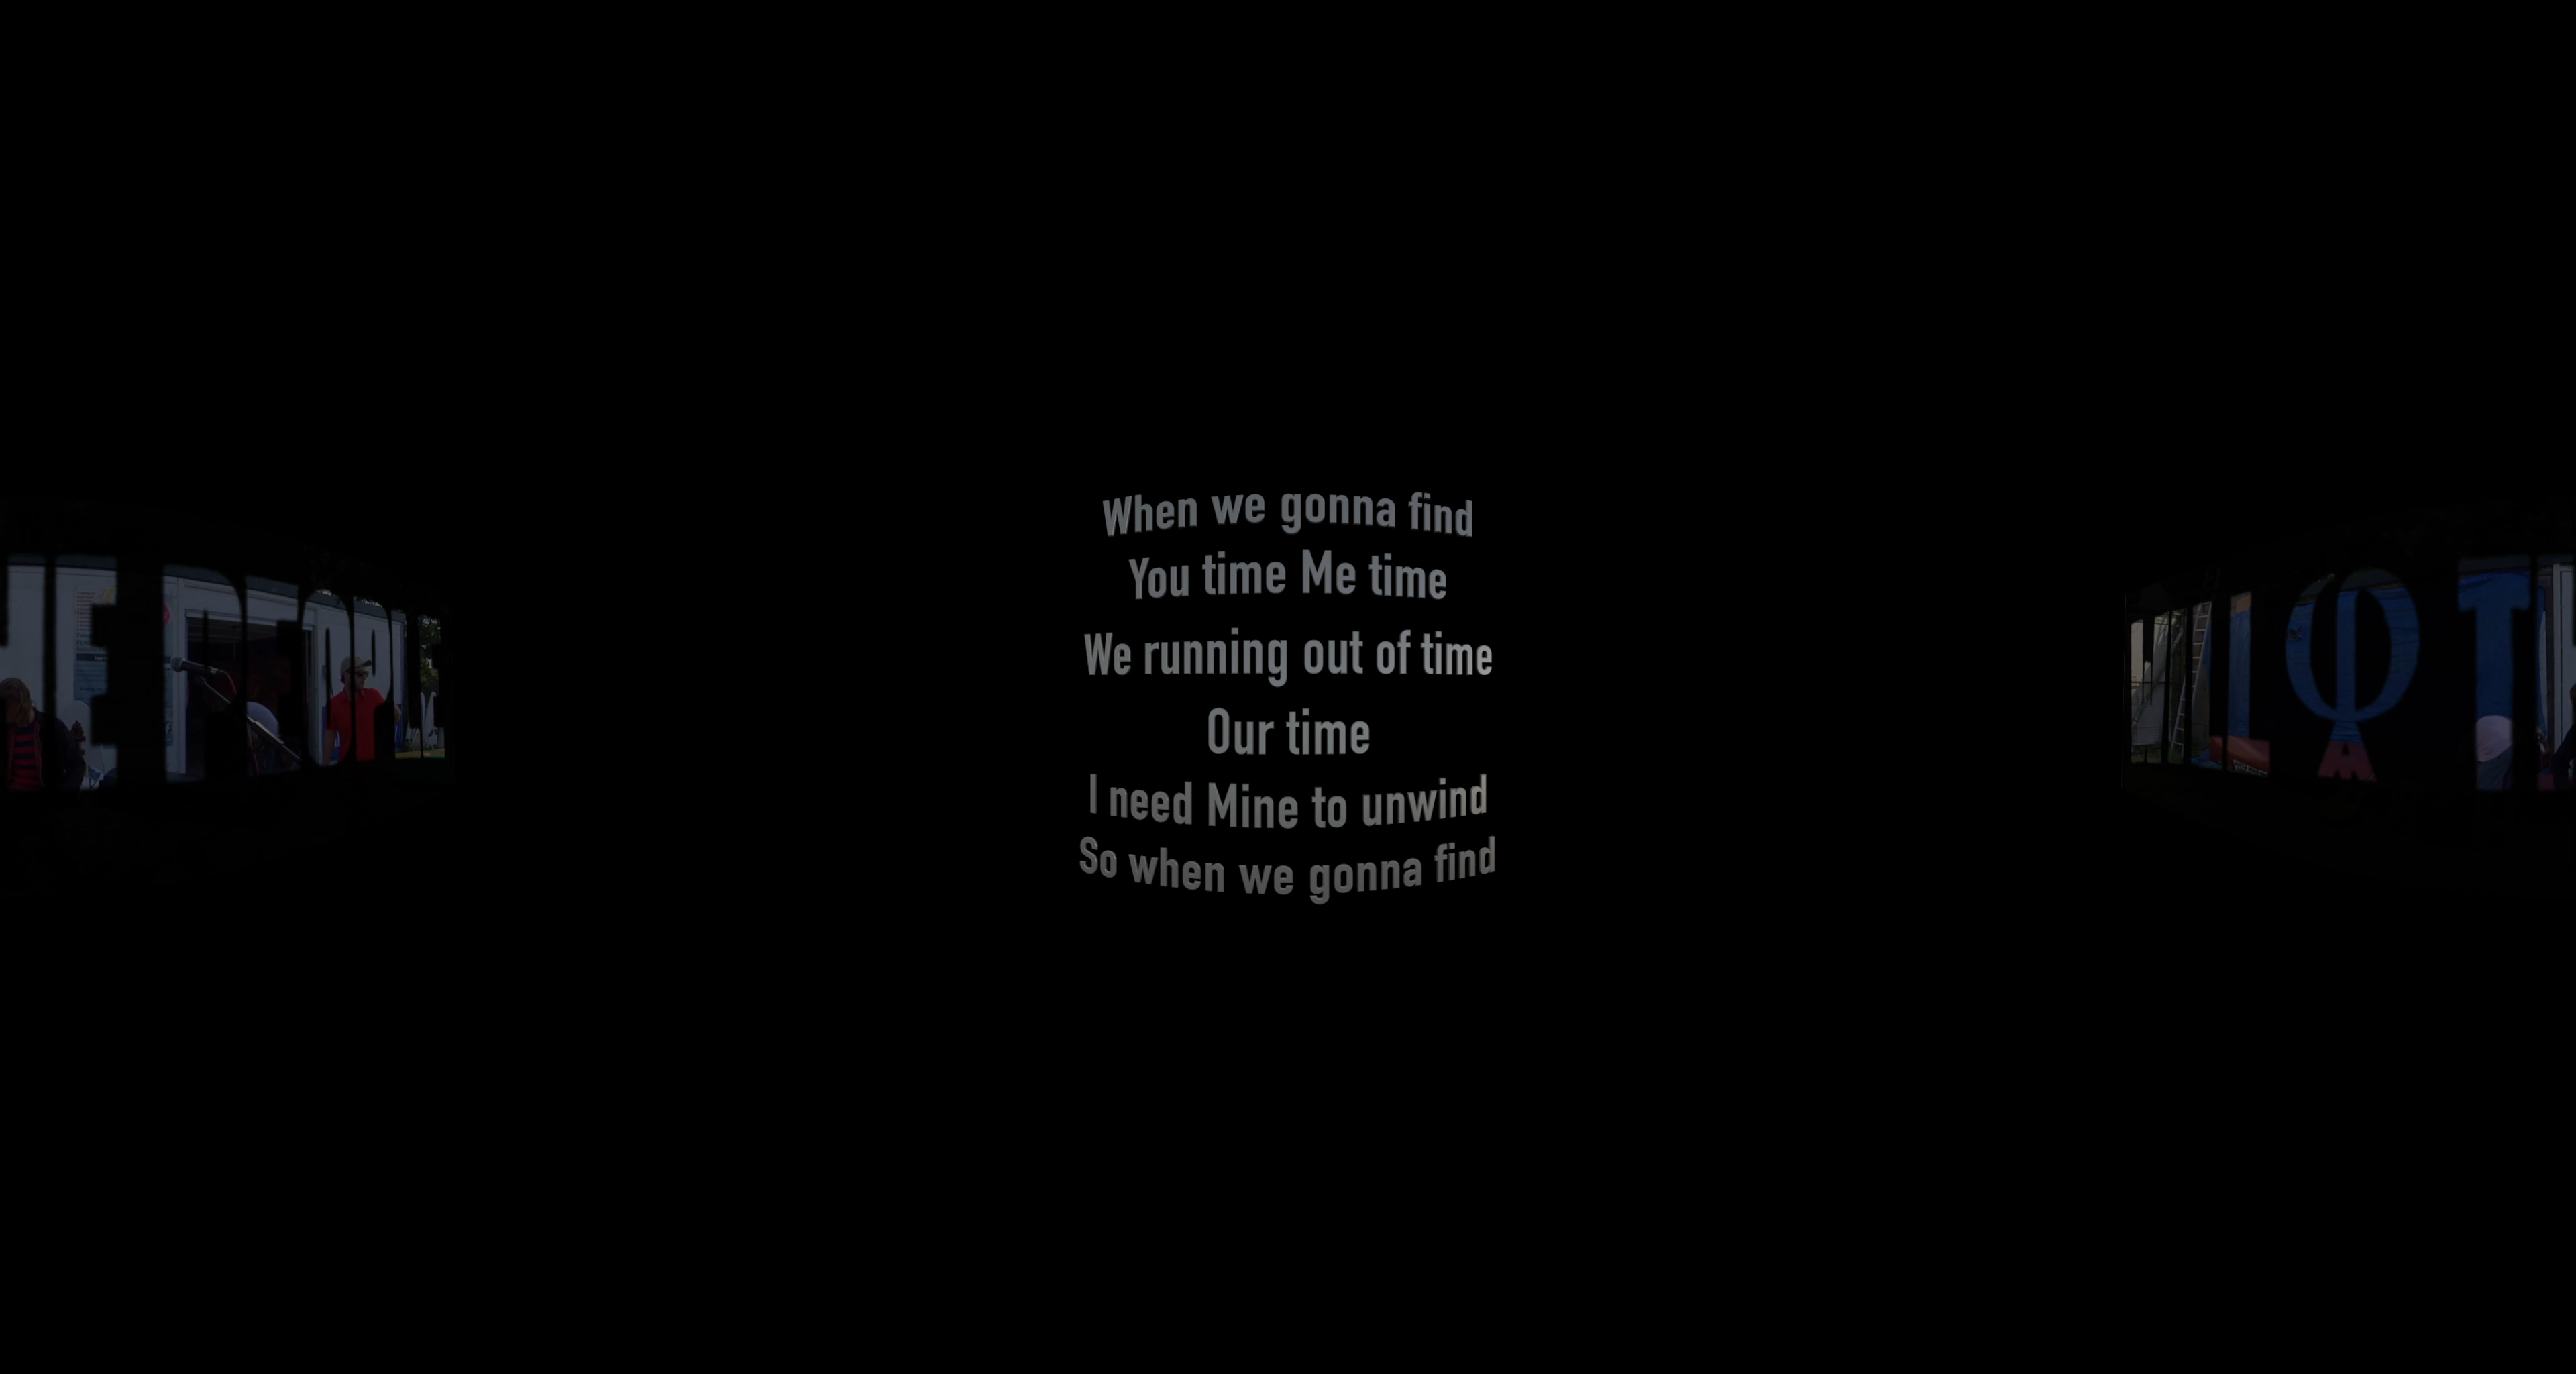 When we gonna find
You time Me time
We running out of time
Our time
I need Mine to unwind
So when we gonna find